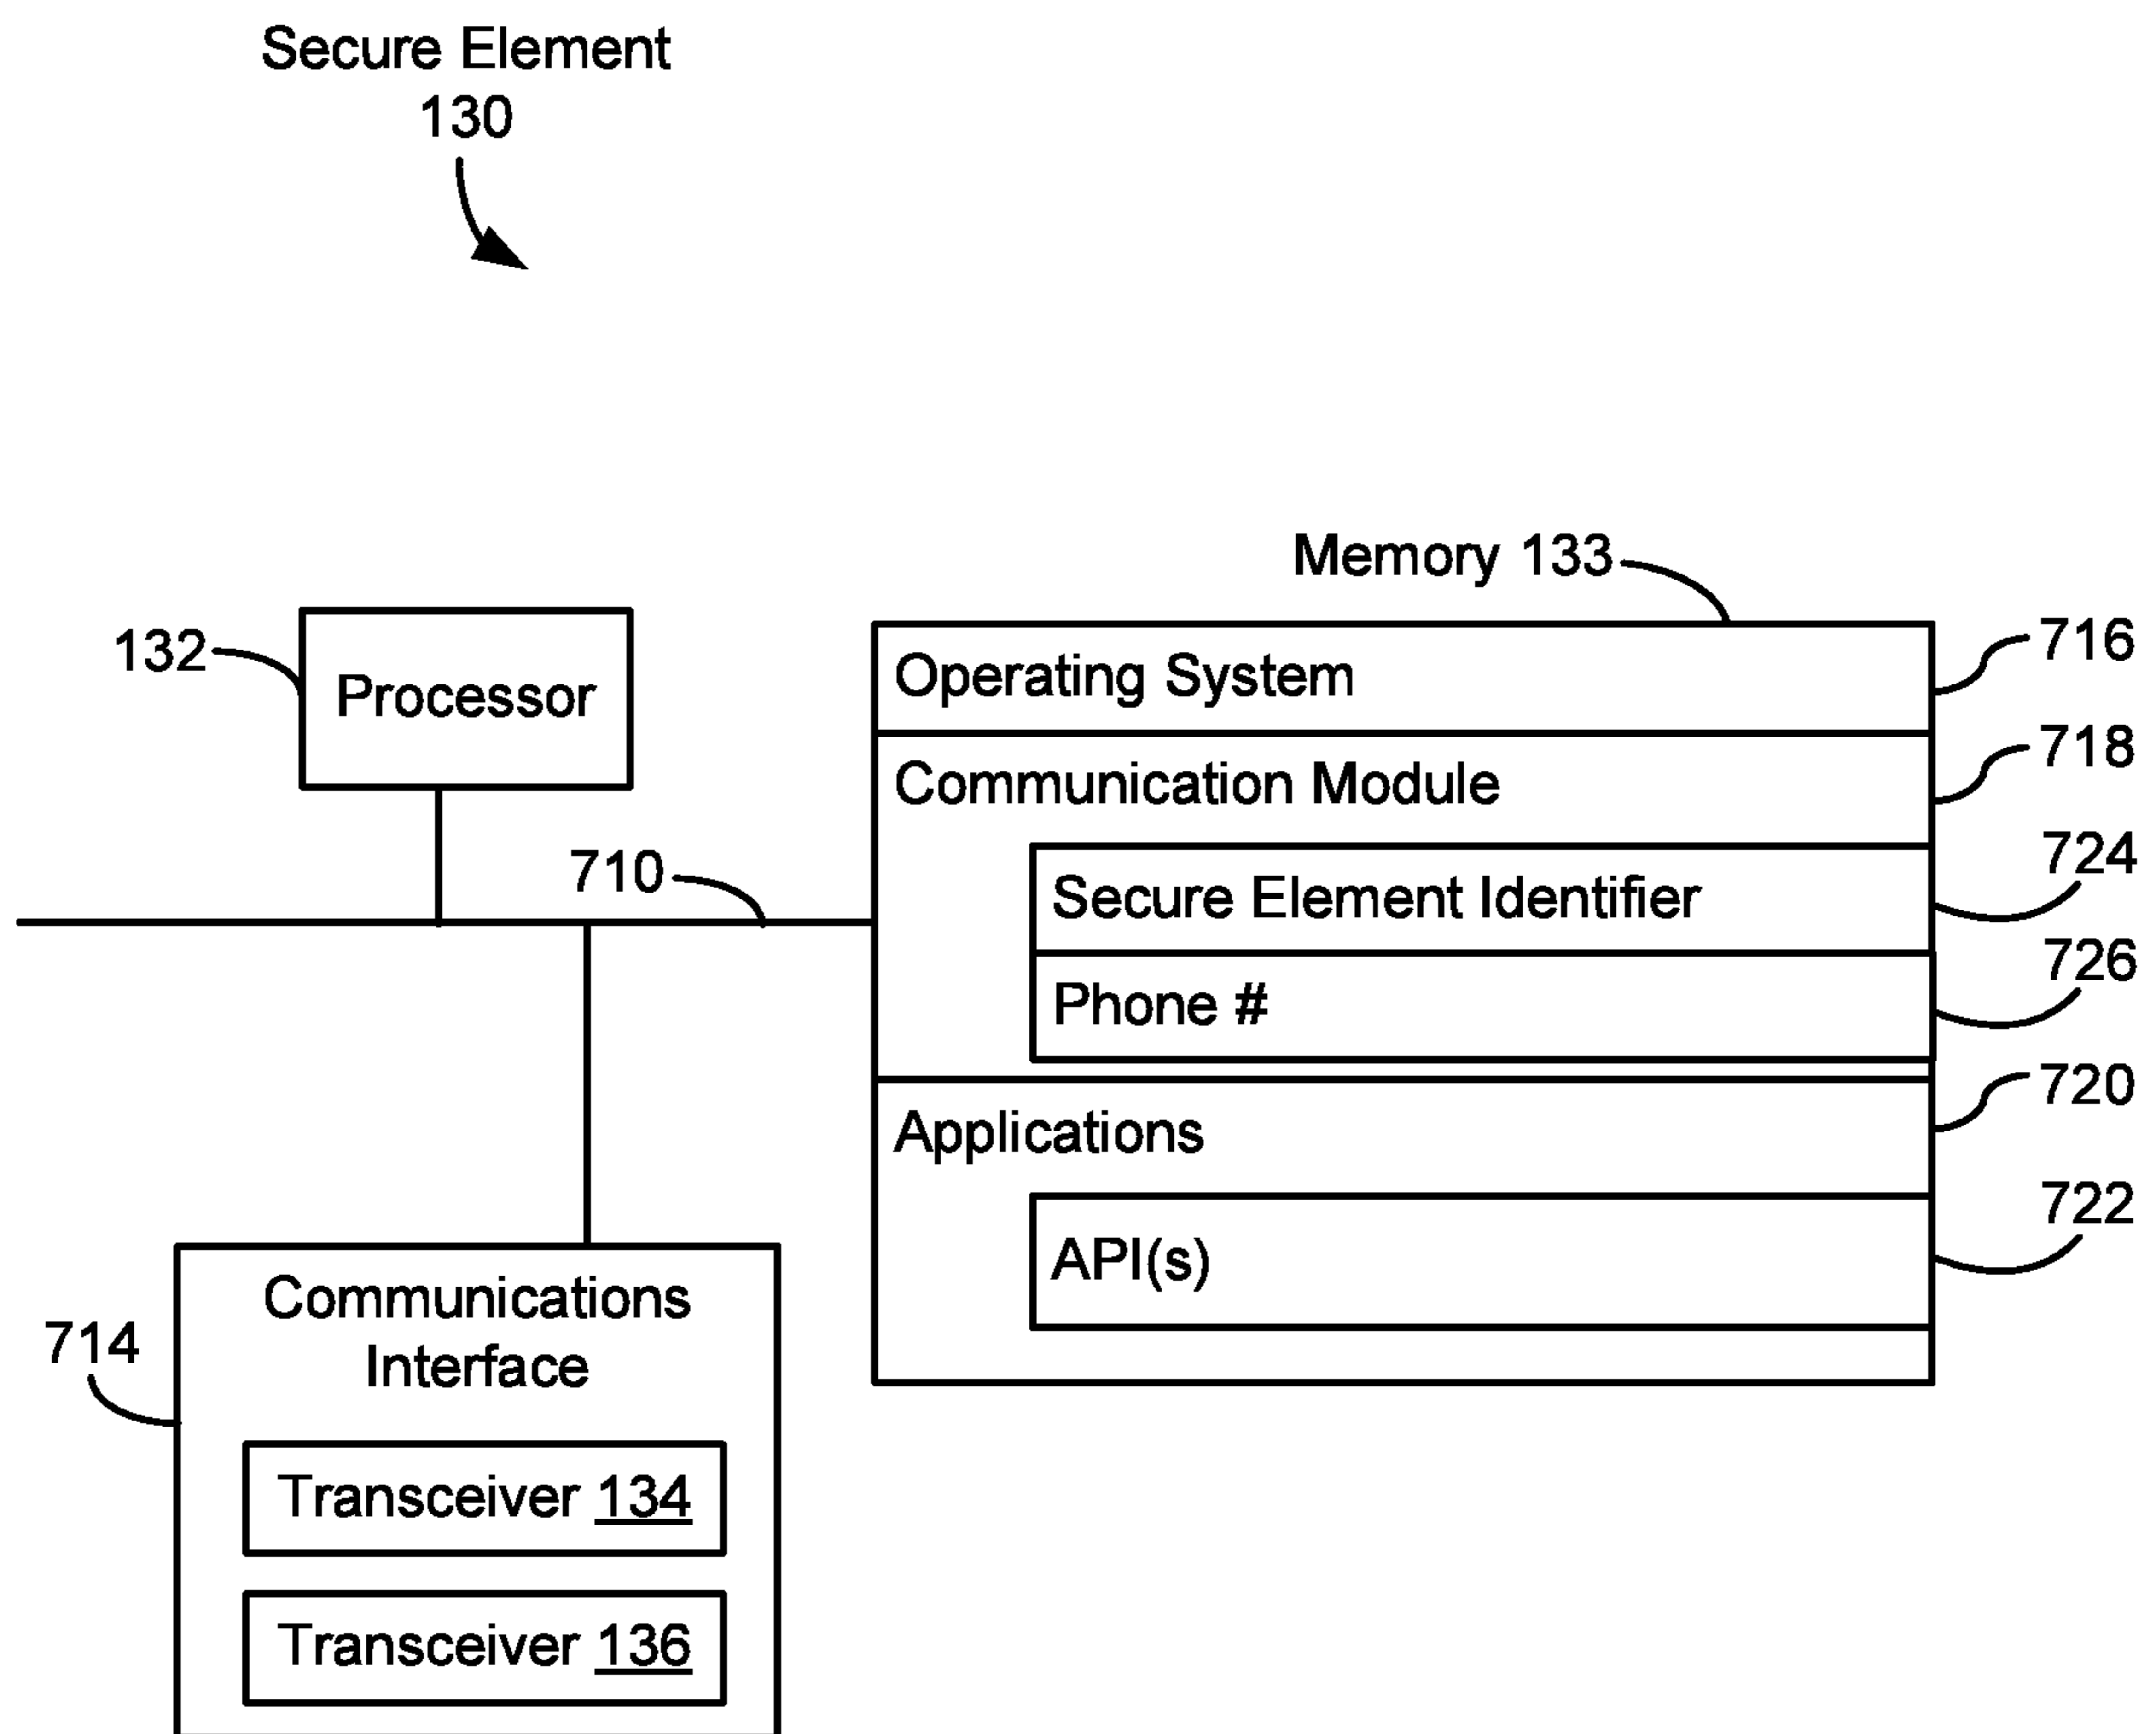 Secure Element
130
Memory 133
132
Processor
Operating System
716
Communication Module
718
710
Secure Element Identifier
724
Phone #
726
Applications
720
API(s)
722
714
Communications
Interface
Transceiver 134
Transceiver 136